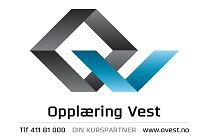 Opplæring Vest
Tlf 411 81 000 DIN KURSPARTNER www.ovest.no